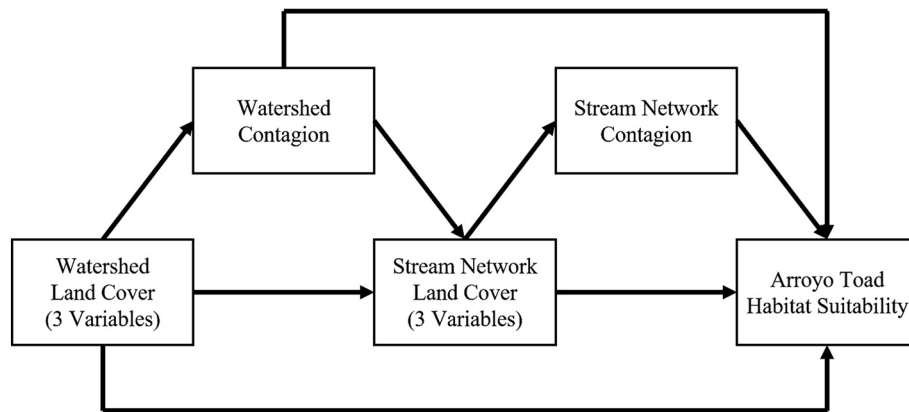 Watershed
Contagion
Stream Network
Contagion
Watershed
Land Cover
(3 Variables)
Stream Network
Land Cover
(3 Variables)
Arroyo Toad
Habitat Suitability